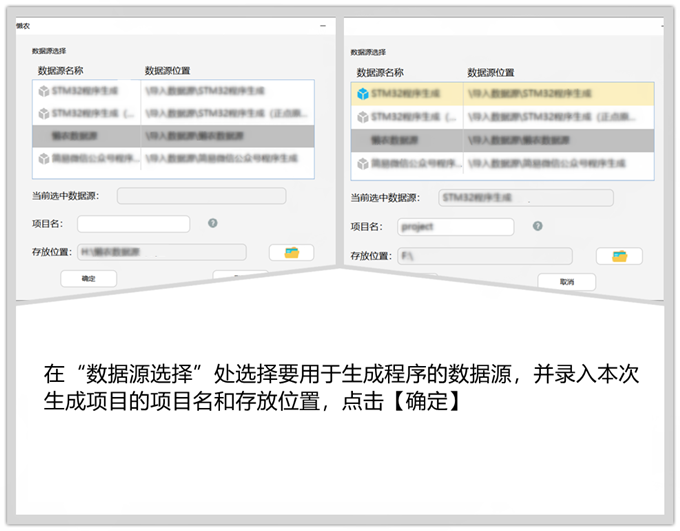 懒农
数据源选择
数据源名称 数据源位置
STM32程序生成 \导入数据源\STM32程序生成
STM32程序生成（... \导入数据源\STM32程序生成（正点原...
懒农数据源 \导入数据源\懒农数据源
简易微信公众号程序... \导入数据源\简易微信公众号程序生成
当前选中数据源：
项目名：
?
存放位置： H:\懒农数据源
确定
数据源选择
数据源名称 数据源位置
STM32程序生成 \导入数据源\STM32程序生成
STM32程序生成（... \导入数据源\STM32程序生成（正点原...
懒农数据源 \导入数据源\懒农数据源
简易微信公众号程序... \导入数据源\简易微信公众号程序生成
当前选中数据源： STM32程序生成
项目名： project
?
存放位置： F:\
取消
在“数据源选择”处选择要用于生成程序的数据源，并录入本次
生成项目的项目名和存放位置，点击【确定】